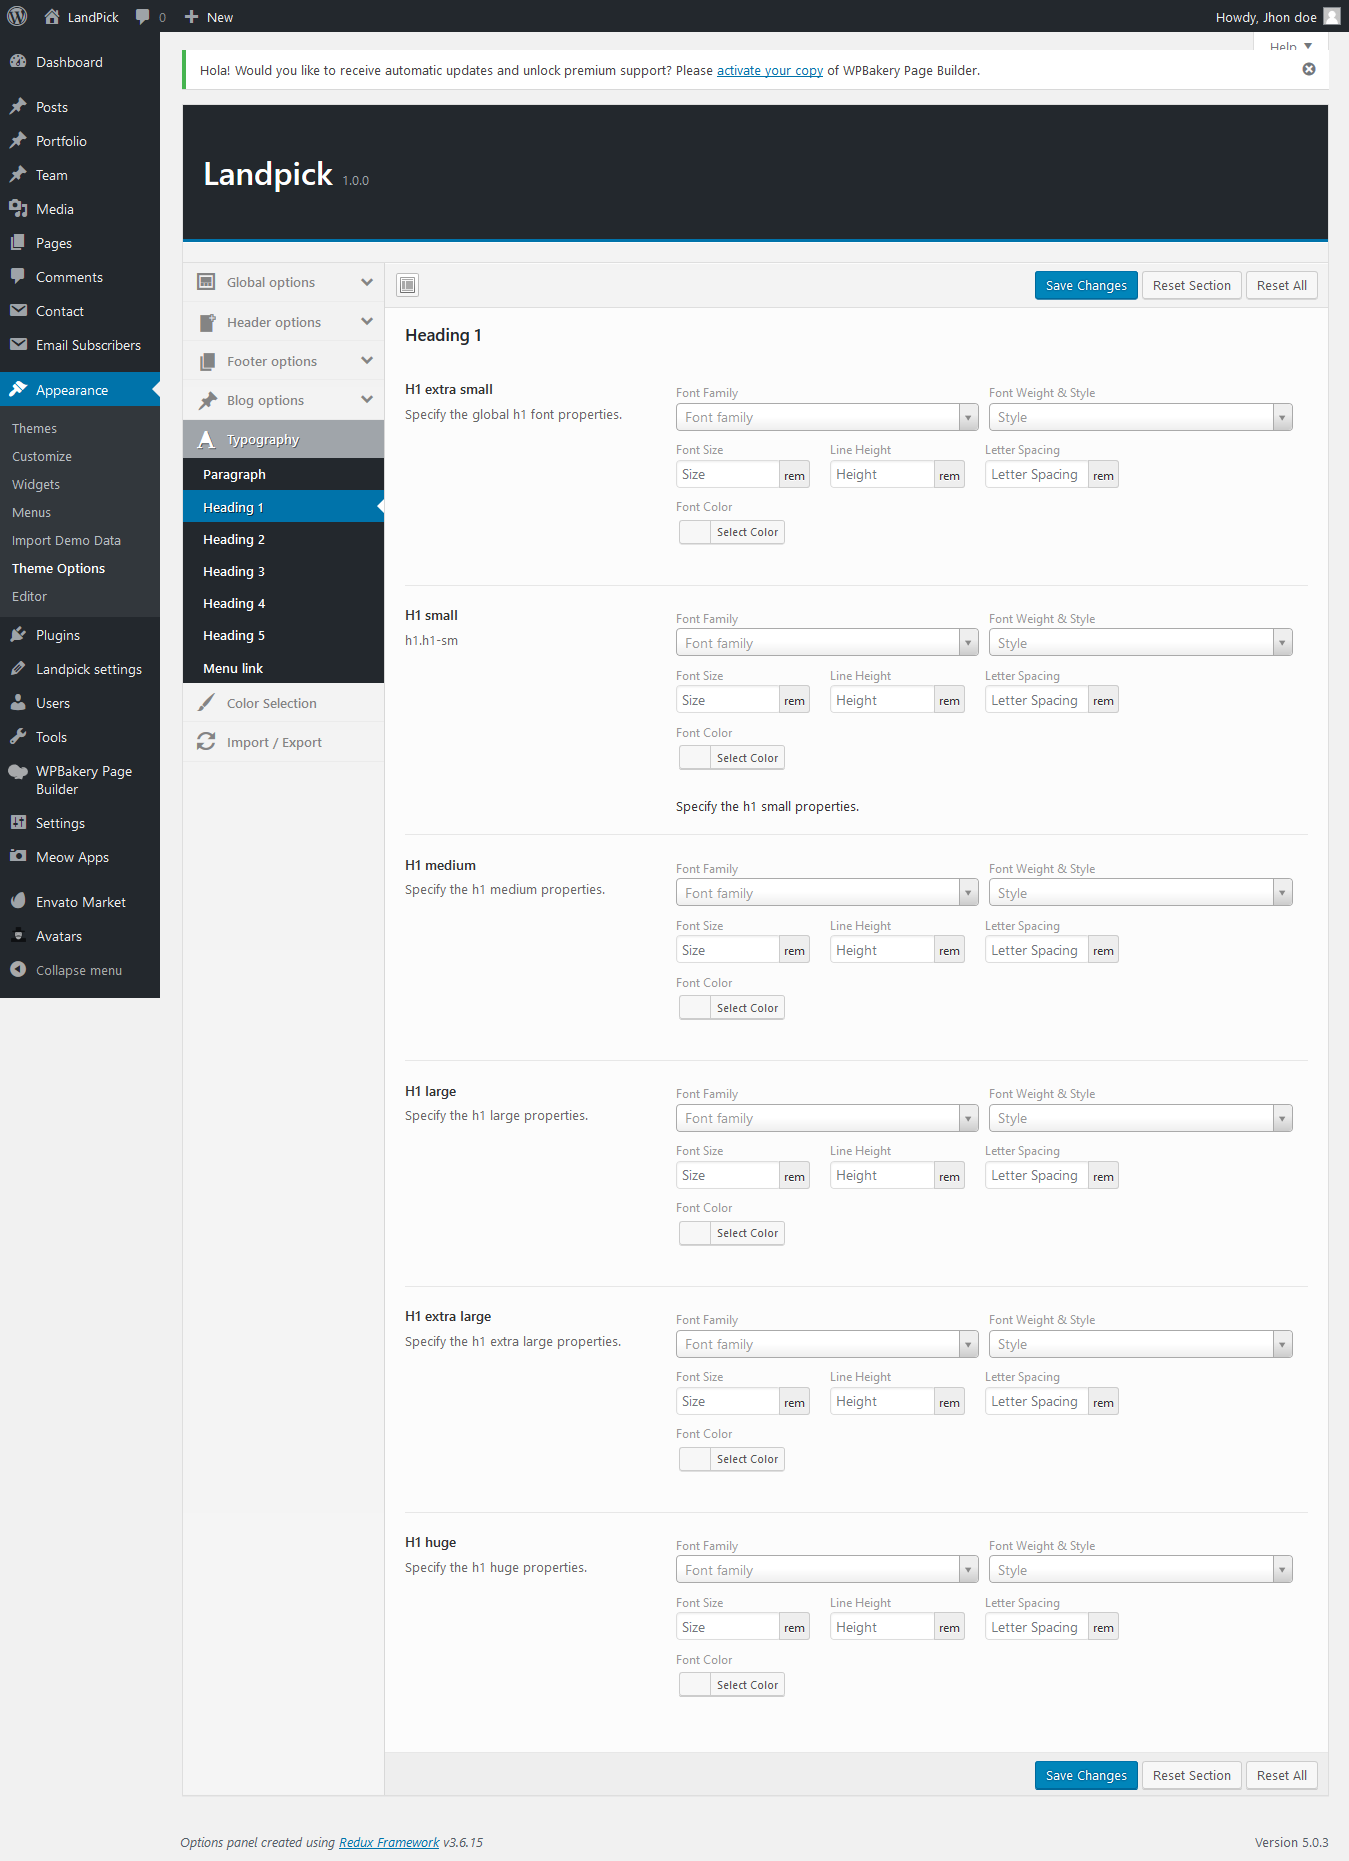 LandPick
0
New
Howdy, Jhon doe
Help
Dashboard
Posts
Portfolio
Team
Media
Pages
Comments
Contact
Email Subscribers
Appearance
Themes
Customize
Widgets
Menus
Import Demo Data
Theme Options
Editor
Plugins
Landpick settings
Users
Tools
WPBakery Page
Builder
Settings
Meow Apps
Envato Market
Avatars
Collapse menu
Hola! Would you like to receive automatic updates and unlock premium support? Please activate your copy of WPBakery Page Builder.
Landpick 1.0.0
Global options
Header options
Footer options
Blog options
Typography
Paragraph
Heading 1
Heading 2
Heading 3
Heading 4
Heading 5
Menu link
Color Selection
Import / Export
Save Changes
Reset Section
Reset All
Heading 1
H1 extra small
Specify the global h1 font properties.
Font Family
Font Weight & Style
Font family
Style
Font Size
Line Height
Letter Spacing
Size rem
Height rem
Letter Spacing rem
Font Color
Select Color
H1 small
h1.h1-sm
Font Family
Font Weight & Style
Font family
Style
Font Size
Line Height
Letter Spacing
Size rem
Height rem
Letter Spacing rem
Font Color
Select Color
Specify the h1 small properties.
H1 medium
Specify the h1 medium properties.
Font Family
Font Weight & Style
Font family
Style
Font Size
Line Height
Letter Spacing
Size rem
Height rem
Letter Spacing rem
Font Color
Select Color
H1 large
Specify the h1 large properties.
Font Family
Font Weight & Style
Font family
Style
Font Size
Line Height
Letter Spacing
Size rem
Height rem
Letter Spacing rem
Font Color
Select Color
H1 extra large
Specify the h1 extra large properties.
Font Family
Font Weight & Style
Font family
Style
Font Size
Line Height
Letter Spacing
Size rem
Height rem
Letter Spacing rem
Font Color
Select Color
H1 huge
Specify the h1 huge properties.
Font Family
Font Weight & Style
Font family
Style
Font Size
Line Height
Letter Spacing
Size rem
Height rem
Letter Spacing rem
Font Color
Select Color
Save Changes
Reset Section
Reset All
Options panel created using Redux Framework v3.6.15
Version 5.0.3